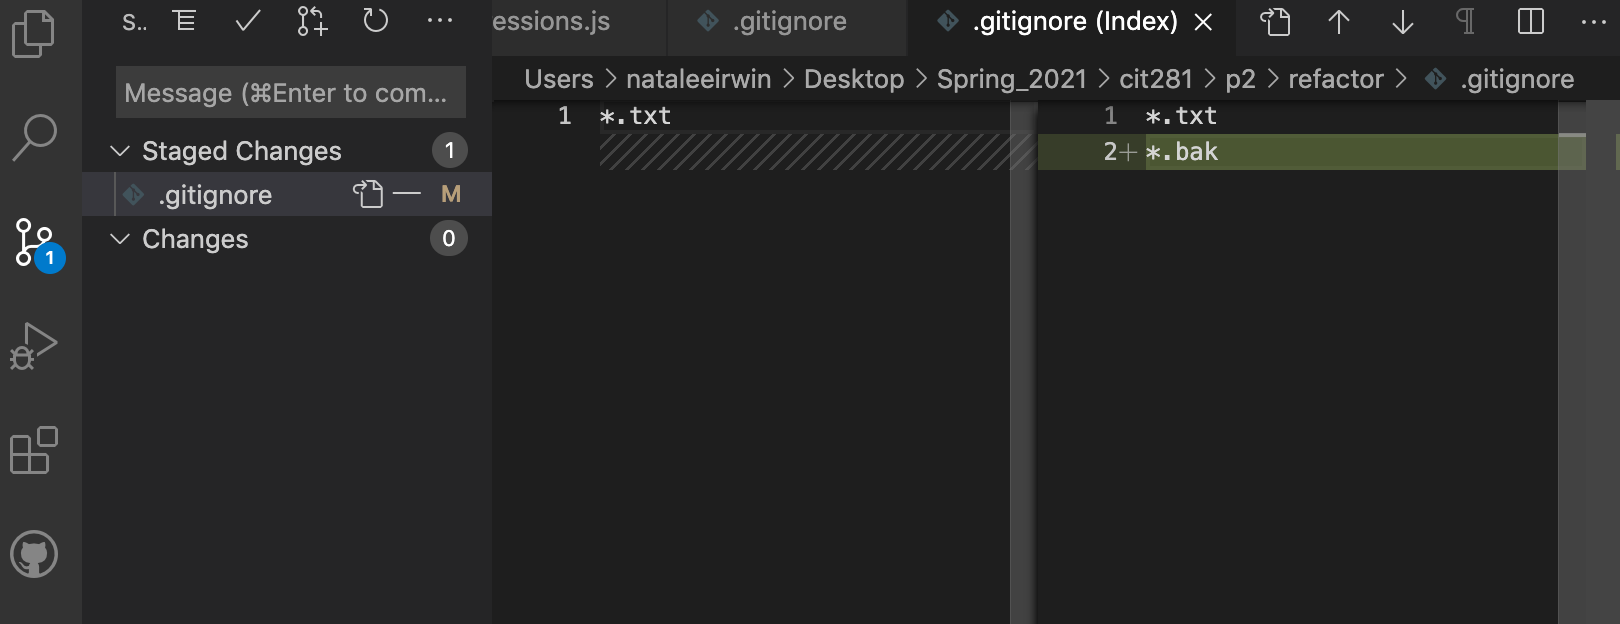 S.. essions.js .gitignore .gitignore (Index)
Message (⌘Enter to com...
Users > nataleeirwin > Desktop > Spring_2021 > cit281 > p2 > refactor > .gitignore
1 *.txt
1 *.txt
2+ *.bak
Staged Changes 1
.gitignore M
Changes 0
1